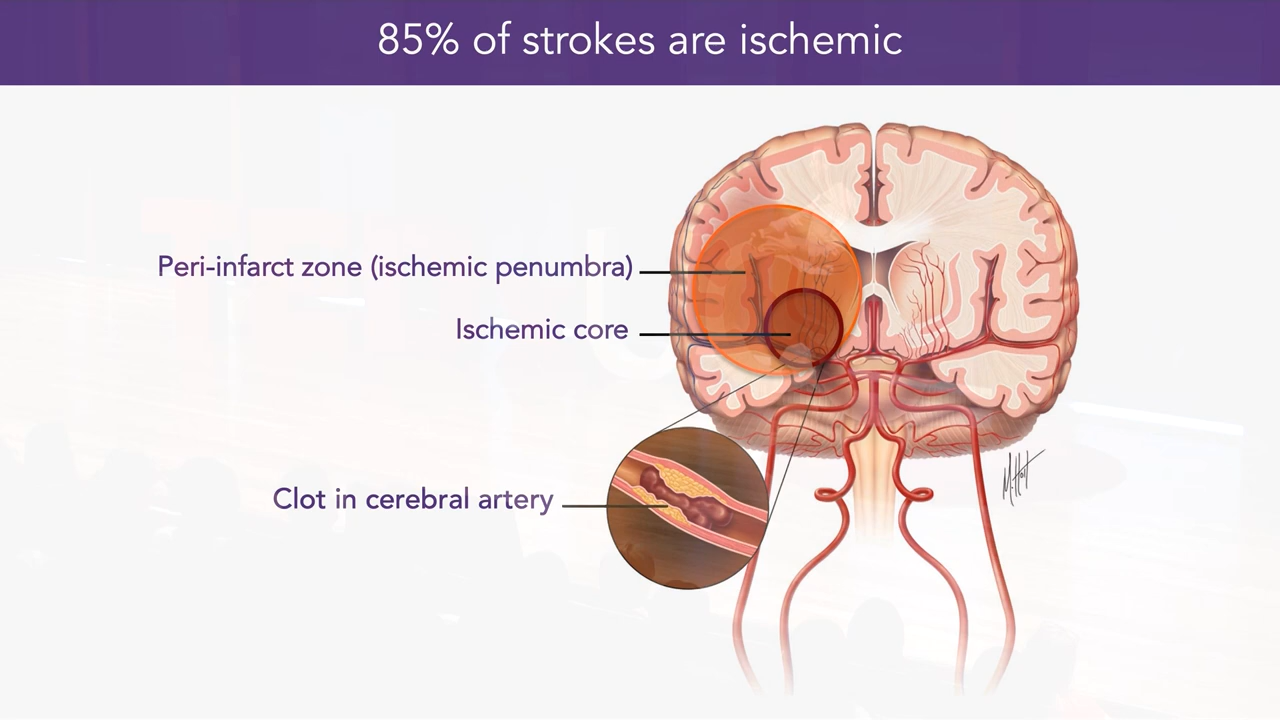 85% of strokes are ischemic
Peri-infarct zone (ischemic penumbra)
Ischemic core
Clot in cerebral artery